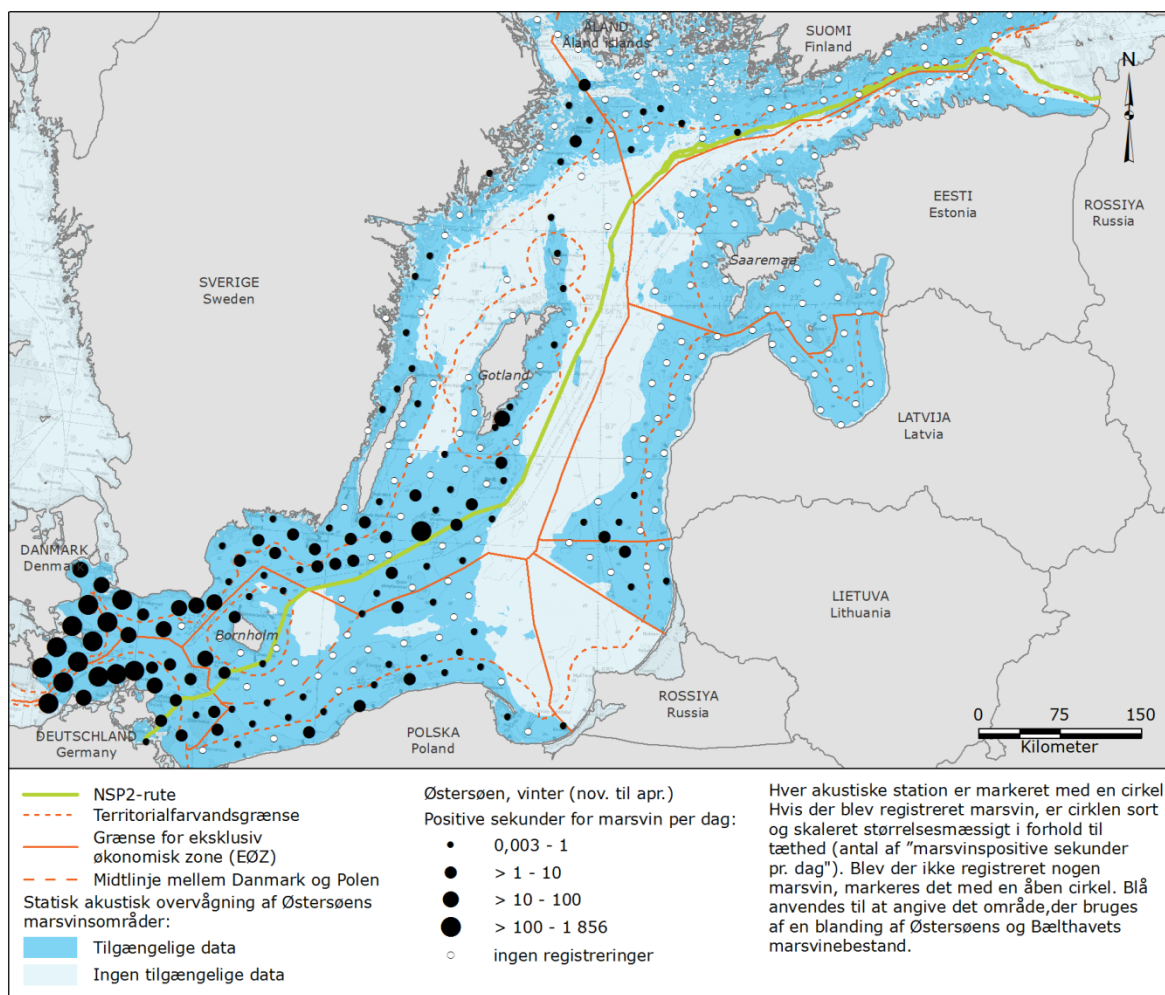 ÅLAND
Åland islands
SUOMI
Finland
N
EESTI
Estonia
ROSSIYA
Russia
SVERIGE
Sweden
Saaremaa
Gotland
LATVIJA
Latvia
DANMARK
Denmark
LIETUVA
Lithuania
Bornholm
ROSSIYA
Russia
DEUTSCHLAND
Germany
POLSKA
Poland
0 75 150
Kilometer
NSP2-rute
Territorialfarvandsgrænse
Grænse for eksklusiv
økonomisk zone (EØZ)
Midtlinje mellem Danmark og Polen
Statisk akustisk overvågning af Østersøens
marsvinsområder:
Tilgængelige data
Ingen tilgængelige data
Østersøen, vinter (nov. til apr.)
Positive sekunder for marsvin per dag:
0,003 - 1
> 1 - 10
> 10 - 100
> 100 - 1 856
ingen registreringer
Hver akustiske station er markeret med en cirkel
Hvis der blev registreret marsvin, er cirklen sort
og skaleret størrelsesmæssigt i forhold til
tæthed (antal af ”marsvinspositive sekunder
pr. dag"). Blev der ikke registreret nogen
marsvin, markeres det med en åben cirkel. Blå
anvendes til at angive det område,der bruges
af en blanding af Østersøens og Bælthavets
marsvinebestand.